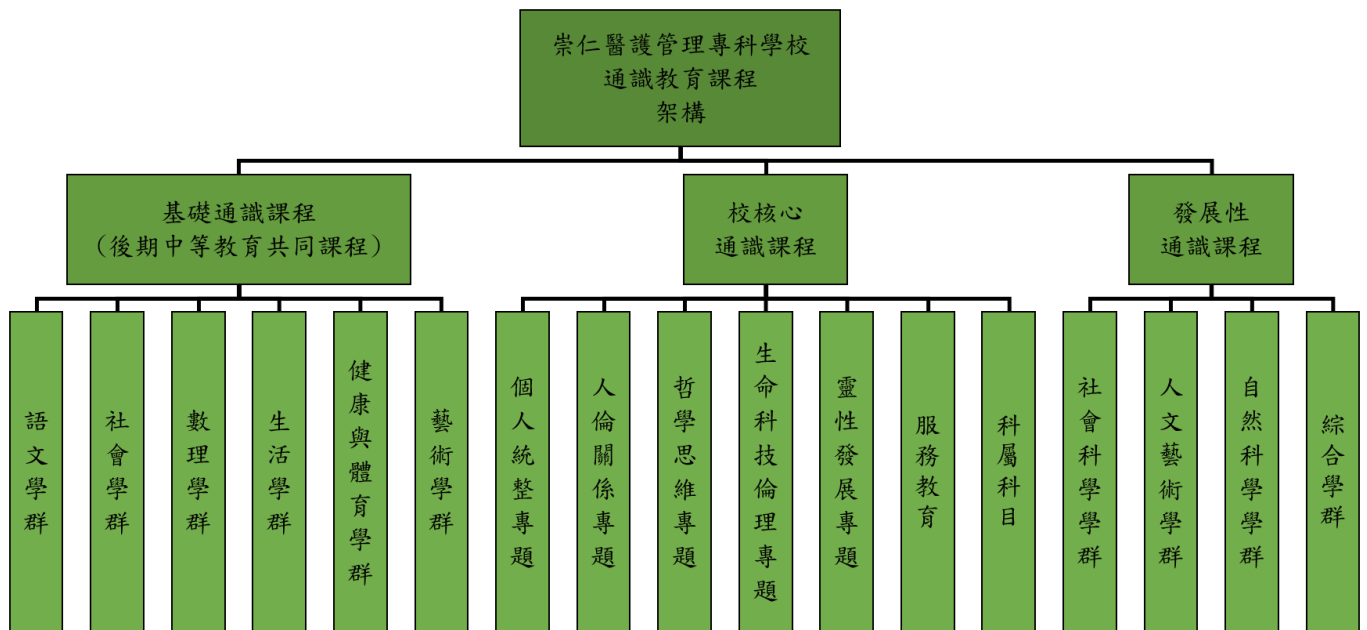 崇仁醫護管理專科學校
通識教育課程
架構
基礎通識課程
（後期中等教育共同課程）
校核心
通識課程
發展性
通識課程
語文學群
社會學群
數理學群
生活學群
健康與體育學群
藝術學群
個人統整專題
人倫關係專題
哲學思維專題
生命科技倫理專題
靈性發展專題
服務教育
科屬科目
社會科學學群
人文藝術學群
自然科學學群
綜合學群